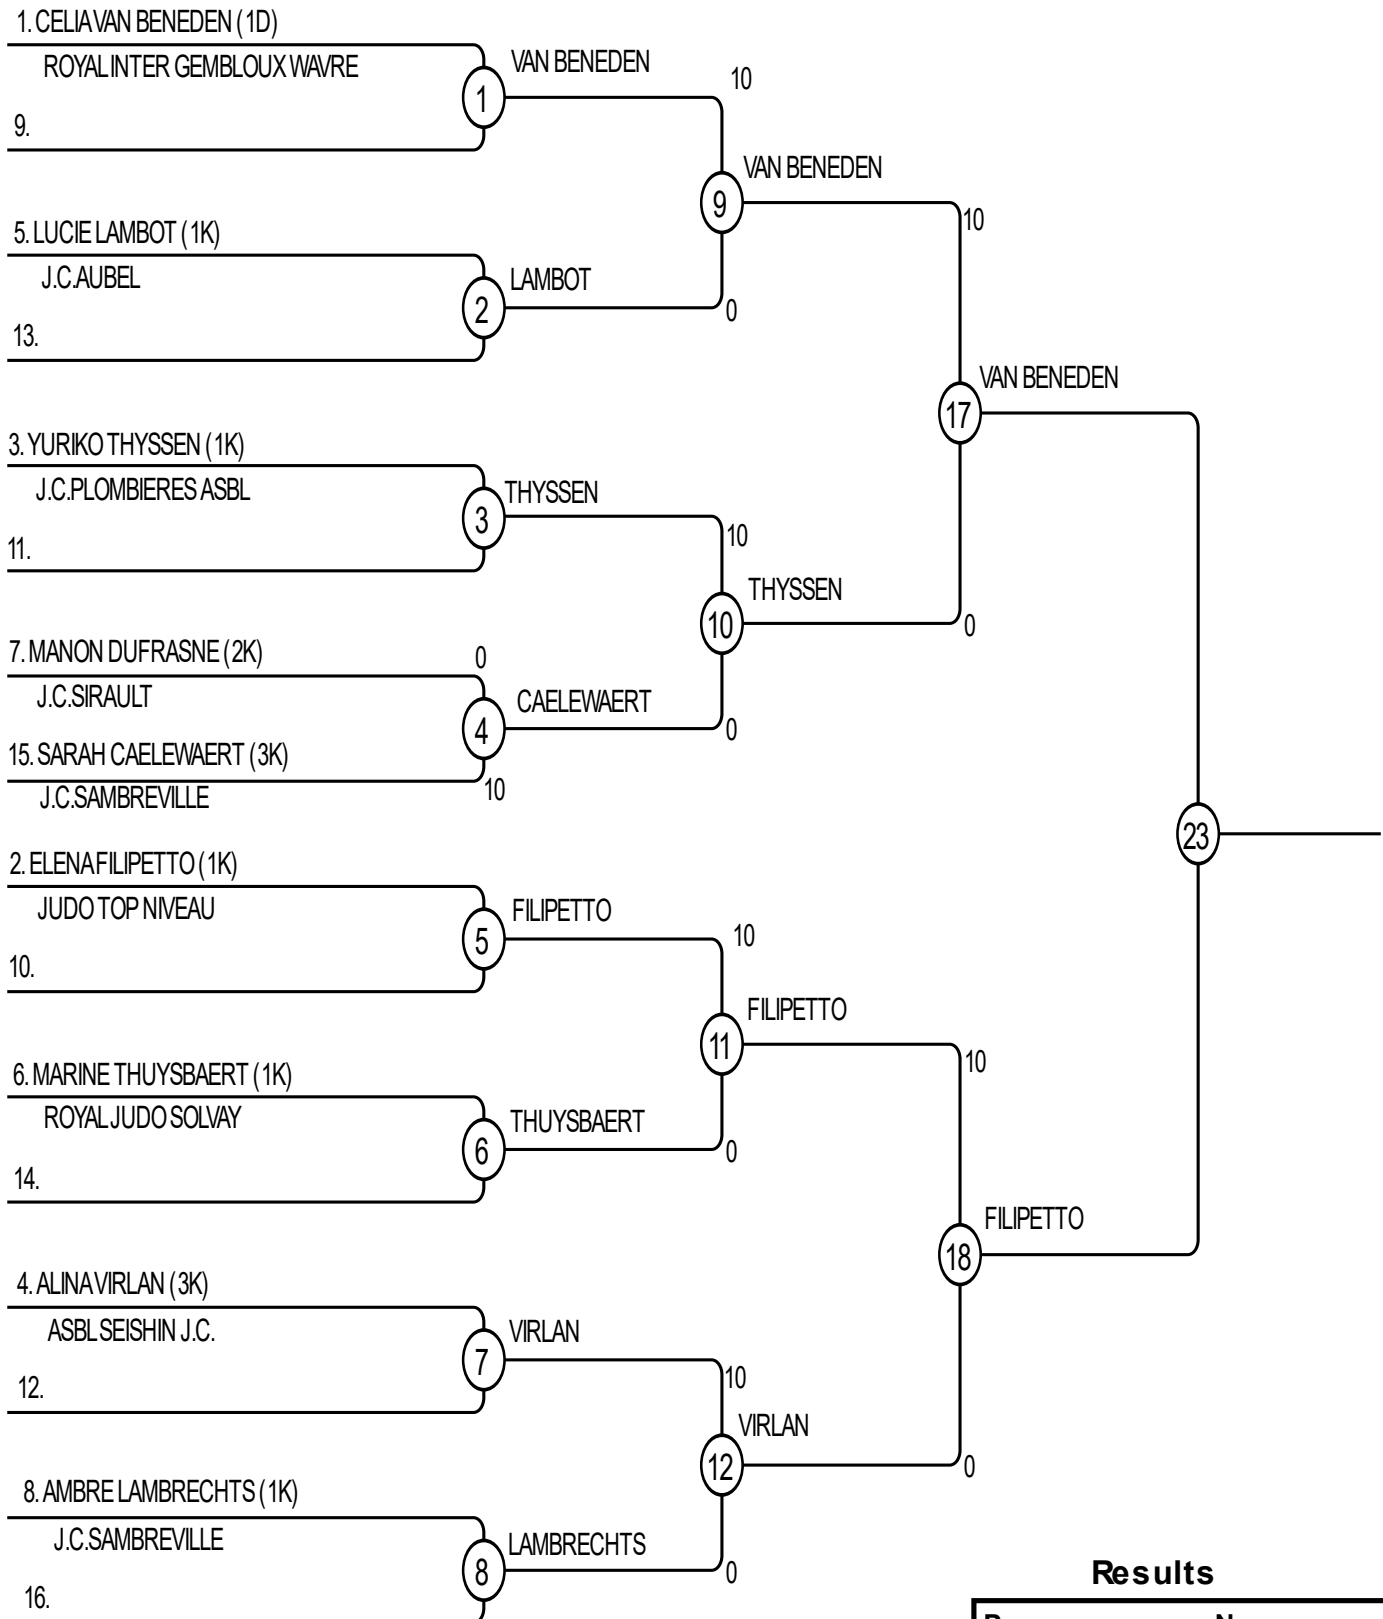 1. CELIA VAN BENEDEN (1D)
ROYAL INTER GEMBLOUX WAVRE
1
VAN BENEDEN
10
9.
9
VAN BENEDEN
10
5. LUCIE LAMBOT (1K)
J.C.AUBEL
2
LAMBOT
0
13.
17
VAN BENEDEN
3. YURIKO THYSSEN (1K)
J.C.PLOMBIERES ASBL
3
THYSSEN
10
11.
10
THYSSEN
0
7. MANON DUFRASNE (2K)
0
J.C.SIRAULT
4
CAELEWAERT
0
15. SARAH CAELEWAERT (3K)
10
J.C.SAMBREVILLE
23
2. ELENA FILIPETTO (1K)
JUDO TOP NIVEAU
5
FILIPETTO
10
10.
11
FILIPETTO
10
6. MARINE THUYSBAERT (1K)
ROYAL JUDO SOLVAY
6
THUYSBAERT
0
14.
18
FILIPETTO
4. ALINA VIRLAN (3K)
ASBL SEISHIN J.C.
7
VIRLAN
10
12.
12
VIRLAN
0
8. AMBRE LAMBRECHTS (1K)
J.C.SAMBREVILLE
8
LAMBRECHTS
0
16.
Results